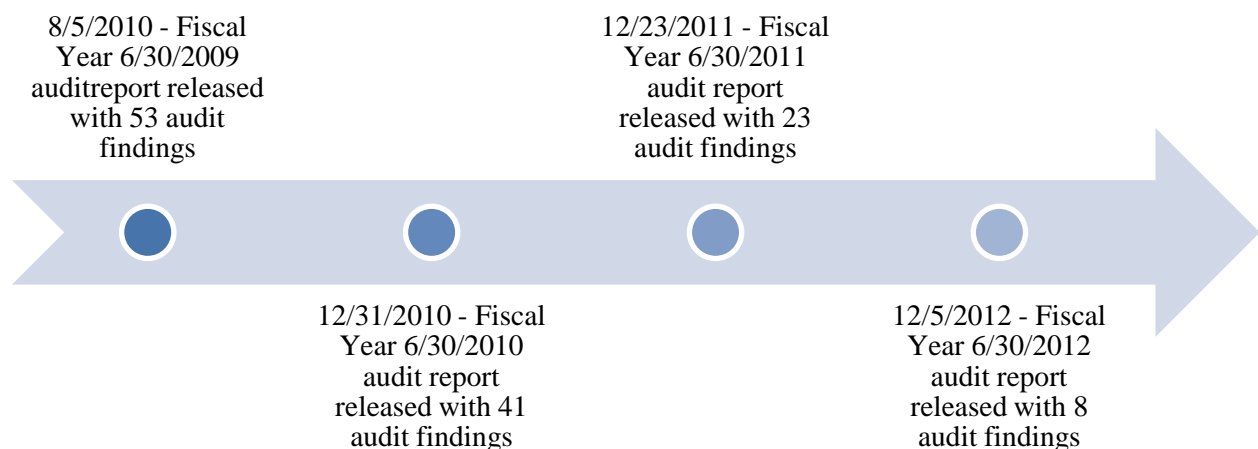 8/5/2010 - Fiscal
Year 6/30/2009
auditreport released
with 53 audit
findings
12/31/2010 - Fiscal
Year 6/30/2010
audit report
released with 41
audit findings
12/23/2011 - Fiscal
Year 6/30/2011
audit report
released with 23
audit findings
12/5/2012 - Fiscal
Year 6/30/2012
audit report
released with 8
audit findings